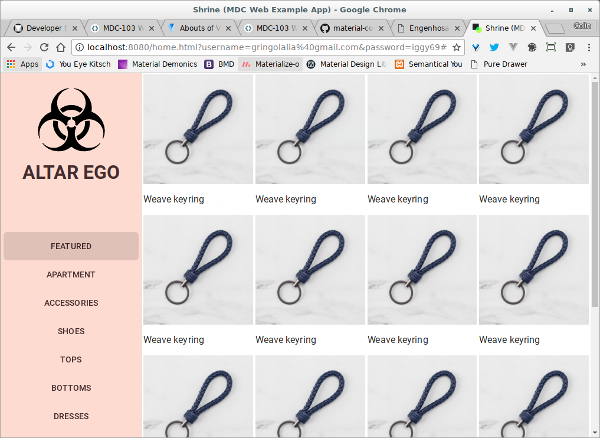 Shrine (MDC Web Example App) - Google Chrome
Developer
MDC-103 W
Abouts of V
MDC-103 W
material-co
Engenhosa
Shrine (MD
Colin
localhost:8080/home.html?username=gringolalia%40gmail.com&password=iggy69#
Apps
You Eye Kitsch
Material Demonics
BMD
Materialize-o
Material Design Lit
Semantical You
Pure Drawer
»
ALTAR EGO
FEATURED
APARTMENT
ACCESSORIES
SHOES
TOPS
BOTTOMS
DRESSES
Weave keyring
Weave keyring
Weave keyring
Weave keyring
Weave keyring
Weave keyring
Weave keyring
Weave keyring